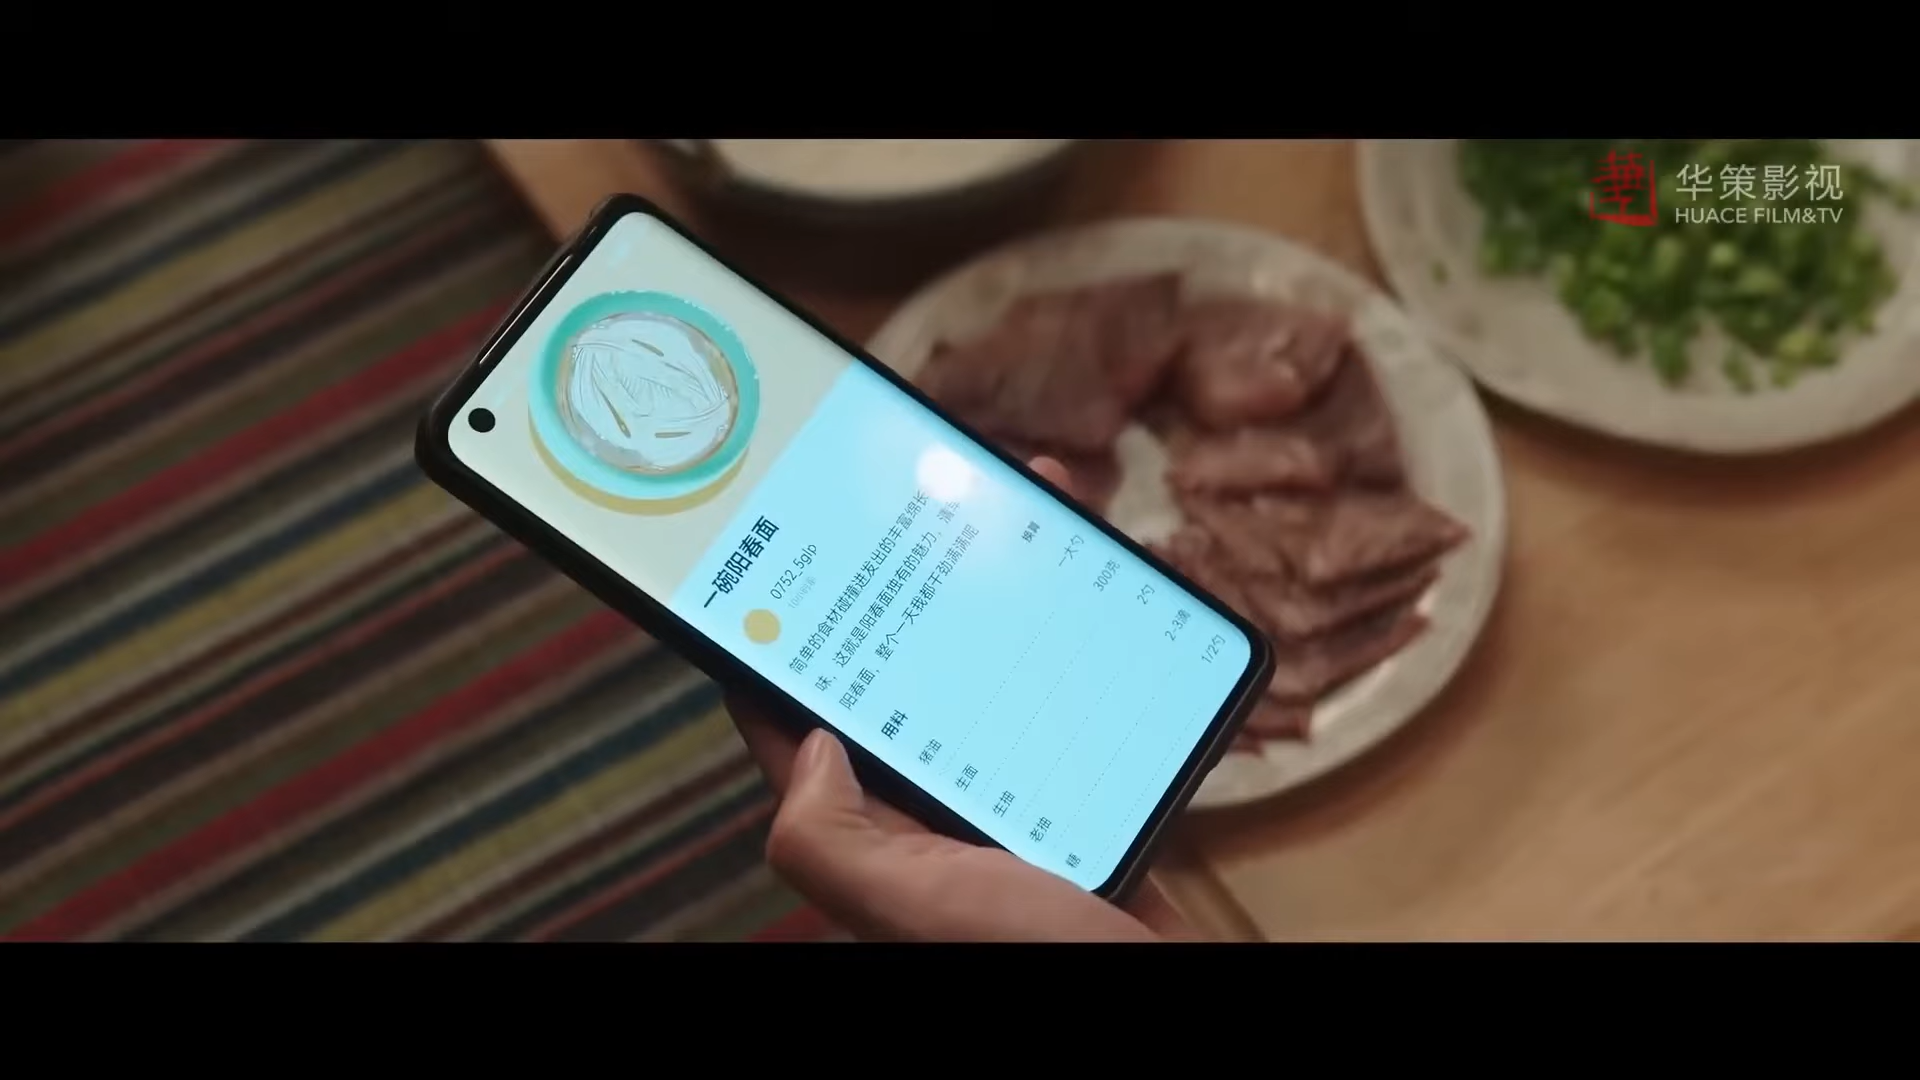 华策影视
HUACE FILM&TV
一碗阳春面
0752_5glp
简单的食材碰撞迸发出的丰富绵长
味，这就是阳春面独有的魅力，清早
阳春面，整个一天我都干劲满满呢
用料
换算
猪油 一大勺
生面 300克
生抽 2勺
老抽 2-3滴
糖 1/2勺